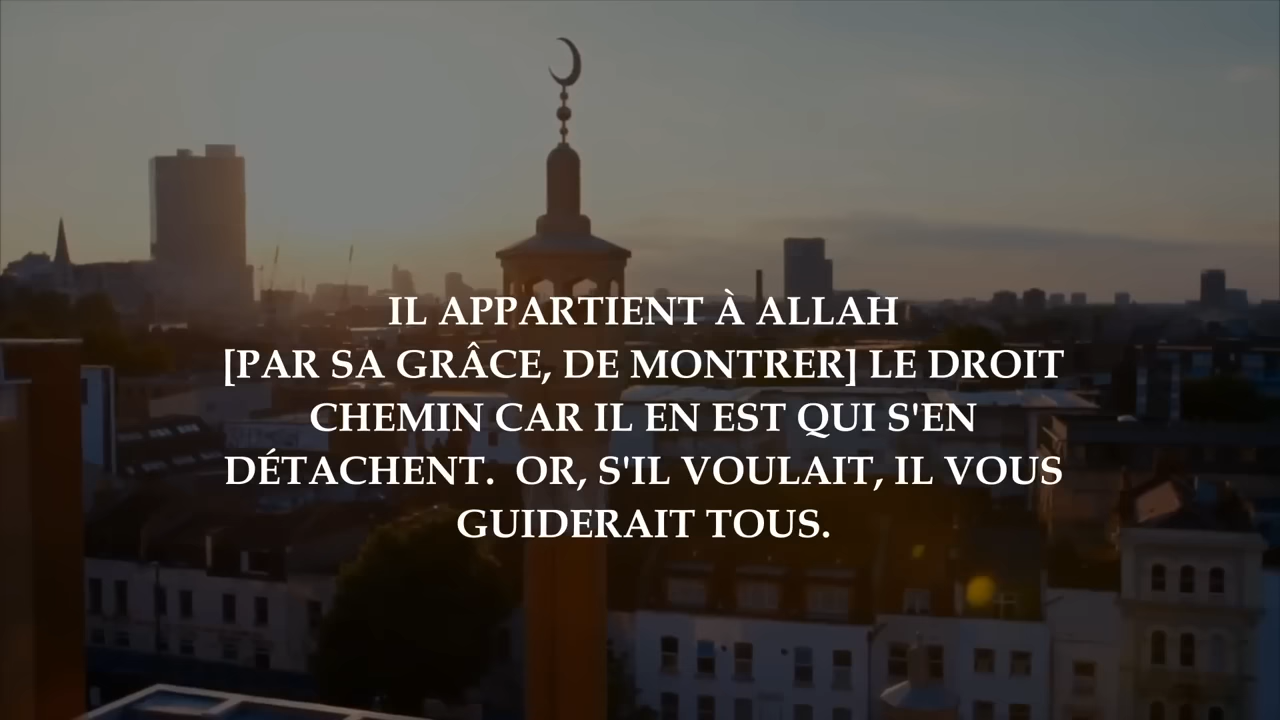 IL APPARTIENT À ALLAH
[PAR SA GRÂCE, DE MONTRER] LE DROIT
CHEMIN CAR IL EN EST QUI S'EN
DÉTACHENT.  OR, S'IL VOULAIT, IL VOUS
GUIDERAIT TOUS.